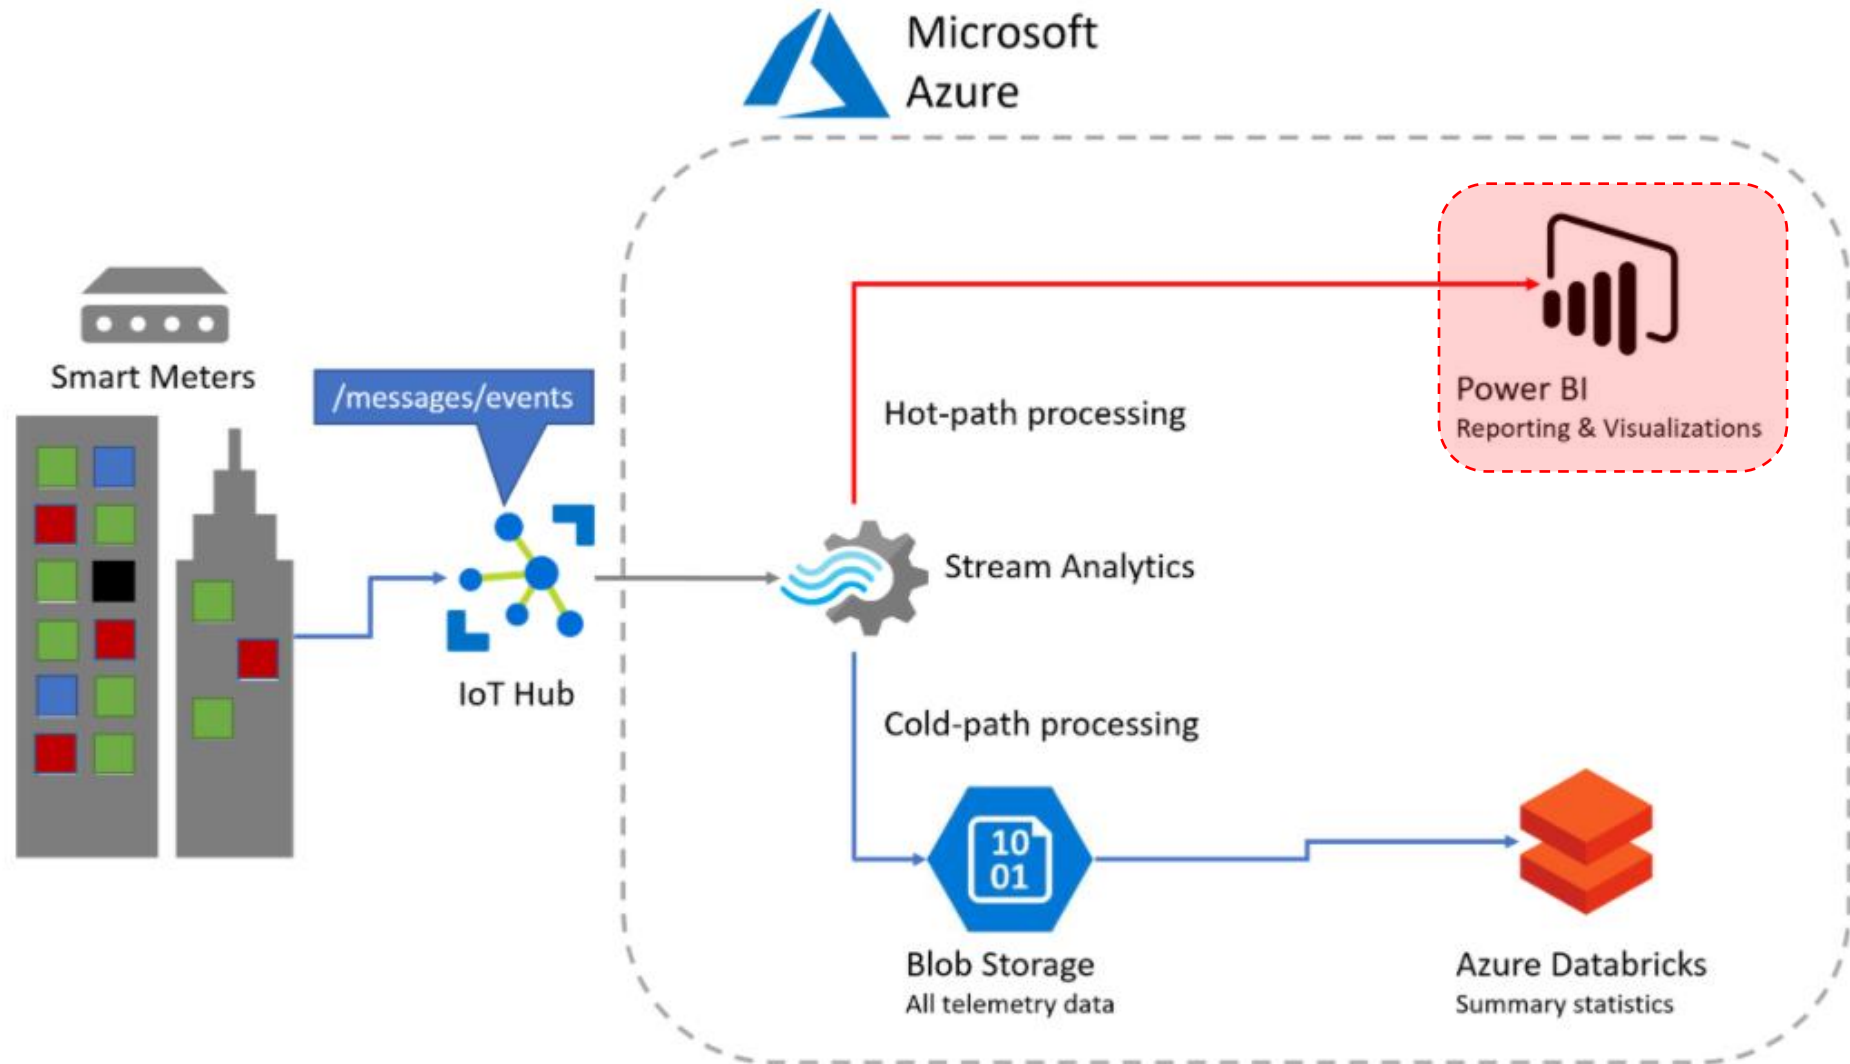 Microsoft
Azure
Smart Meters
/messages/events
IoT Hub
Hot-path processing
Stream Analytics
Cold-path processing
Power BI
Reporting & Visualizations
10
01
Blob Storage
All telemetry data
Azure Databricks
Summary statistics